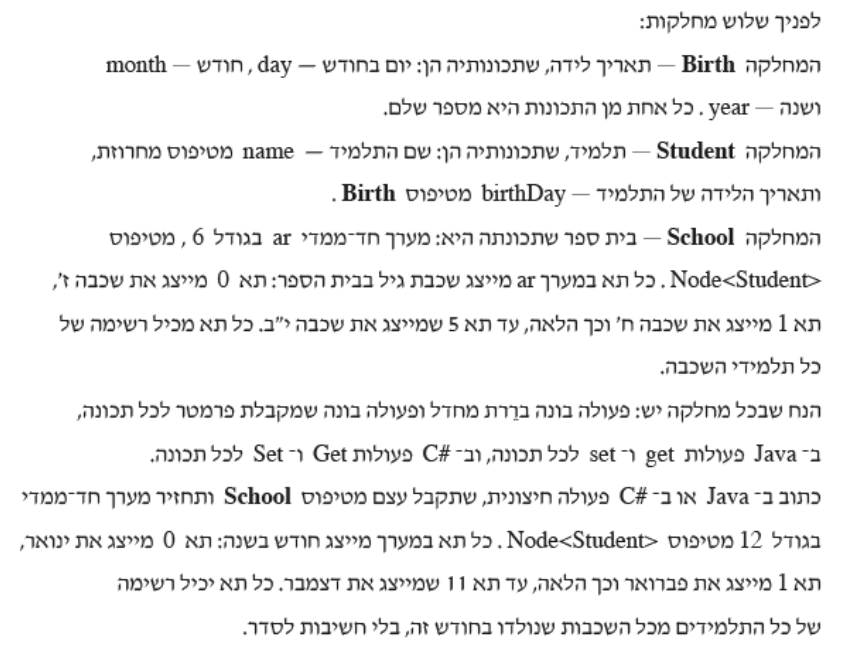 לפניך שלוש מחלקות:
המחלקה Birth — תאריך לידה, שתכונותיה הן: יום בחודש — day , חודש — month
ושנה — year . כל אחת מן התכונות היא מספר שלם.
המחלקה Student — תלמיד, שתכונותיה הן: שם התלמיד — name מטיפוס מחרוזת,
ותאריך הלידה של התלמיד — birthDay מטיפוס Birth .
המחלקה School — בית ספר שתכונתה היא: מערך חד־ממדי ar בגודל 6 , מטיפוס
Node<Student> . כל תא במערך ar מייצג שכבת גיל בבית הספר: תא 0 מייצג את שכבה ז',
תא 1 מייצג את שכבה ח' וכך הלאה, עד תא 5 שמייצג את שכבה י"ב. כל תא מכיל רשימה של
כל תלמידי השכבה.
הנח שבכל מחלקה יש: פעולה בונה בְּרֵרת מחדל ופעולה בונה שמקבלת פרמטר לכל תכונה,
ב־ Java פעולות get ו־ set לכל תכונה, וב־ C# פעולות Get ו־ Set לכל תכונה.
כתוב ב־ Java או ב־ C# פעולה חיצונית, שתקבל עצם מטיפוס School ותחזיר מערך חד־ממדי
בגודל 12 מטיפוס Node<Student> . כל תא במערך מייצג חודש בשנה: תא 0 מייצג את ינואר,
תא 1 מייצג את פברואר וכך הלאה, עד תא 11 שמייצג את דצמבר. כל תא יכיל רשימה
של כל התלמידים מכל השכבות שנולדו בחודש זה, בלי חשיבות לסדר.